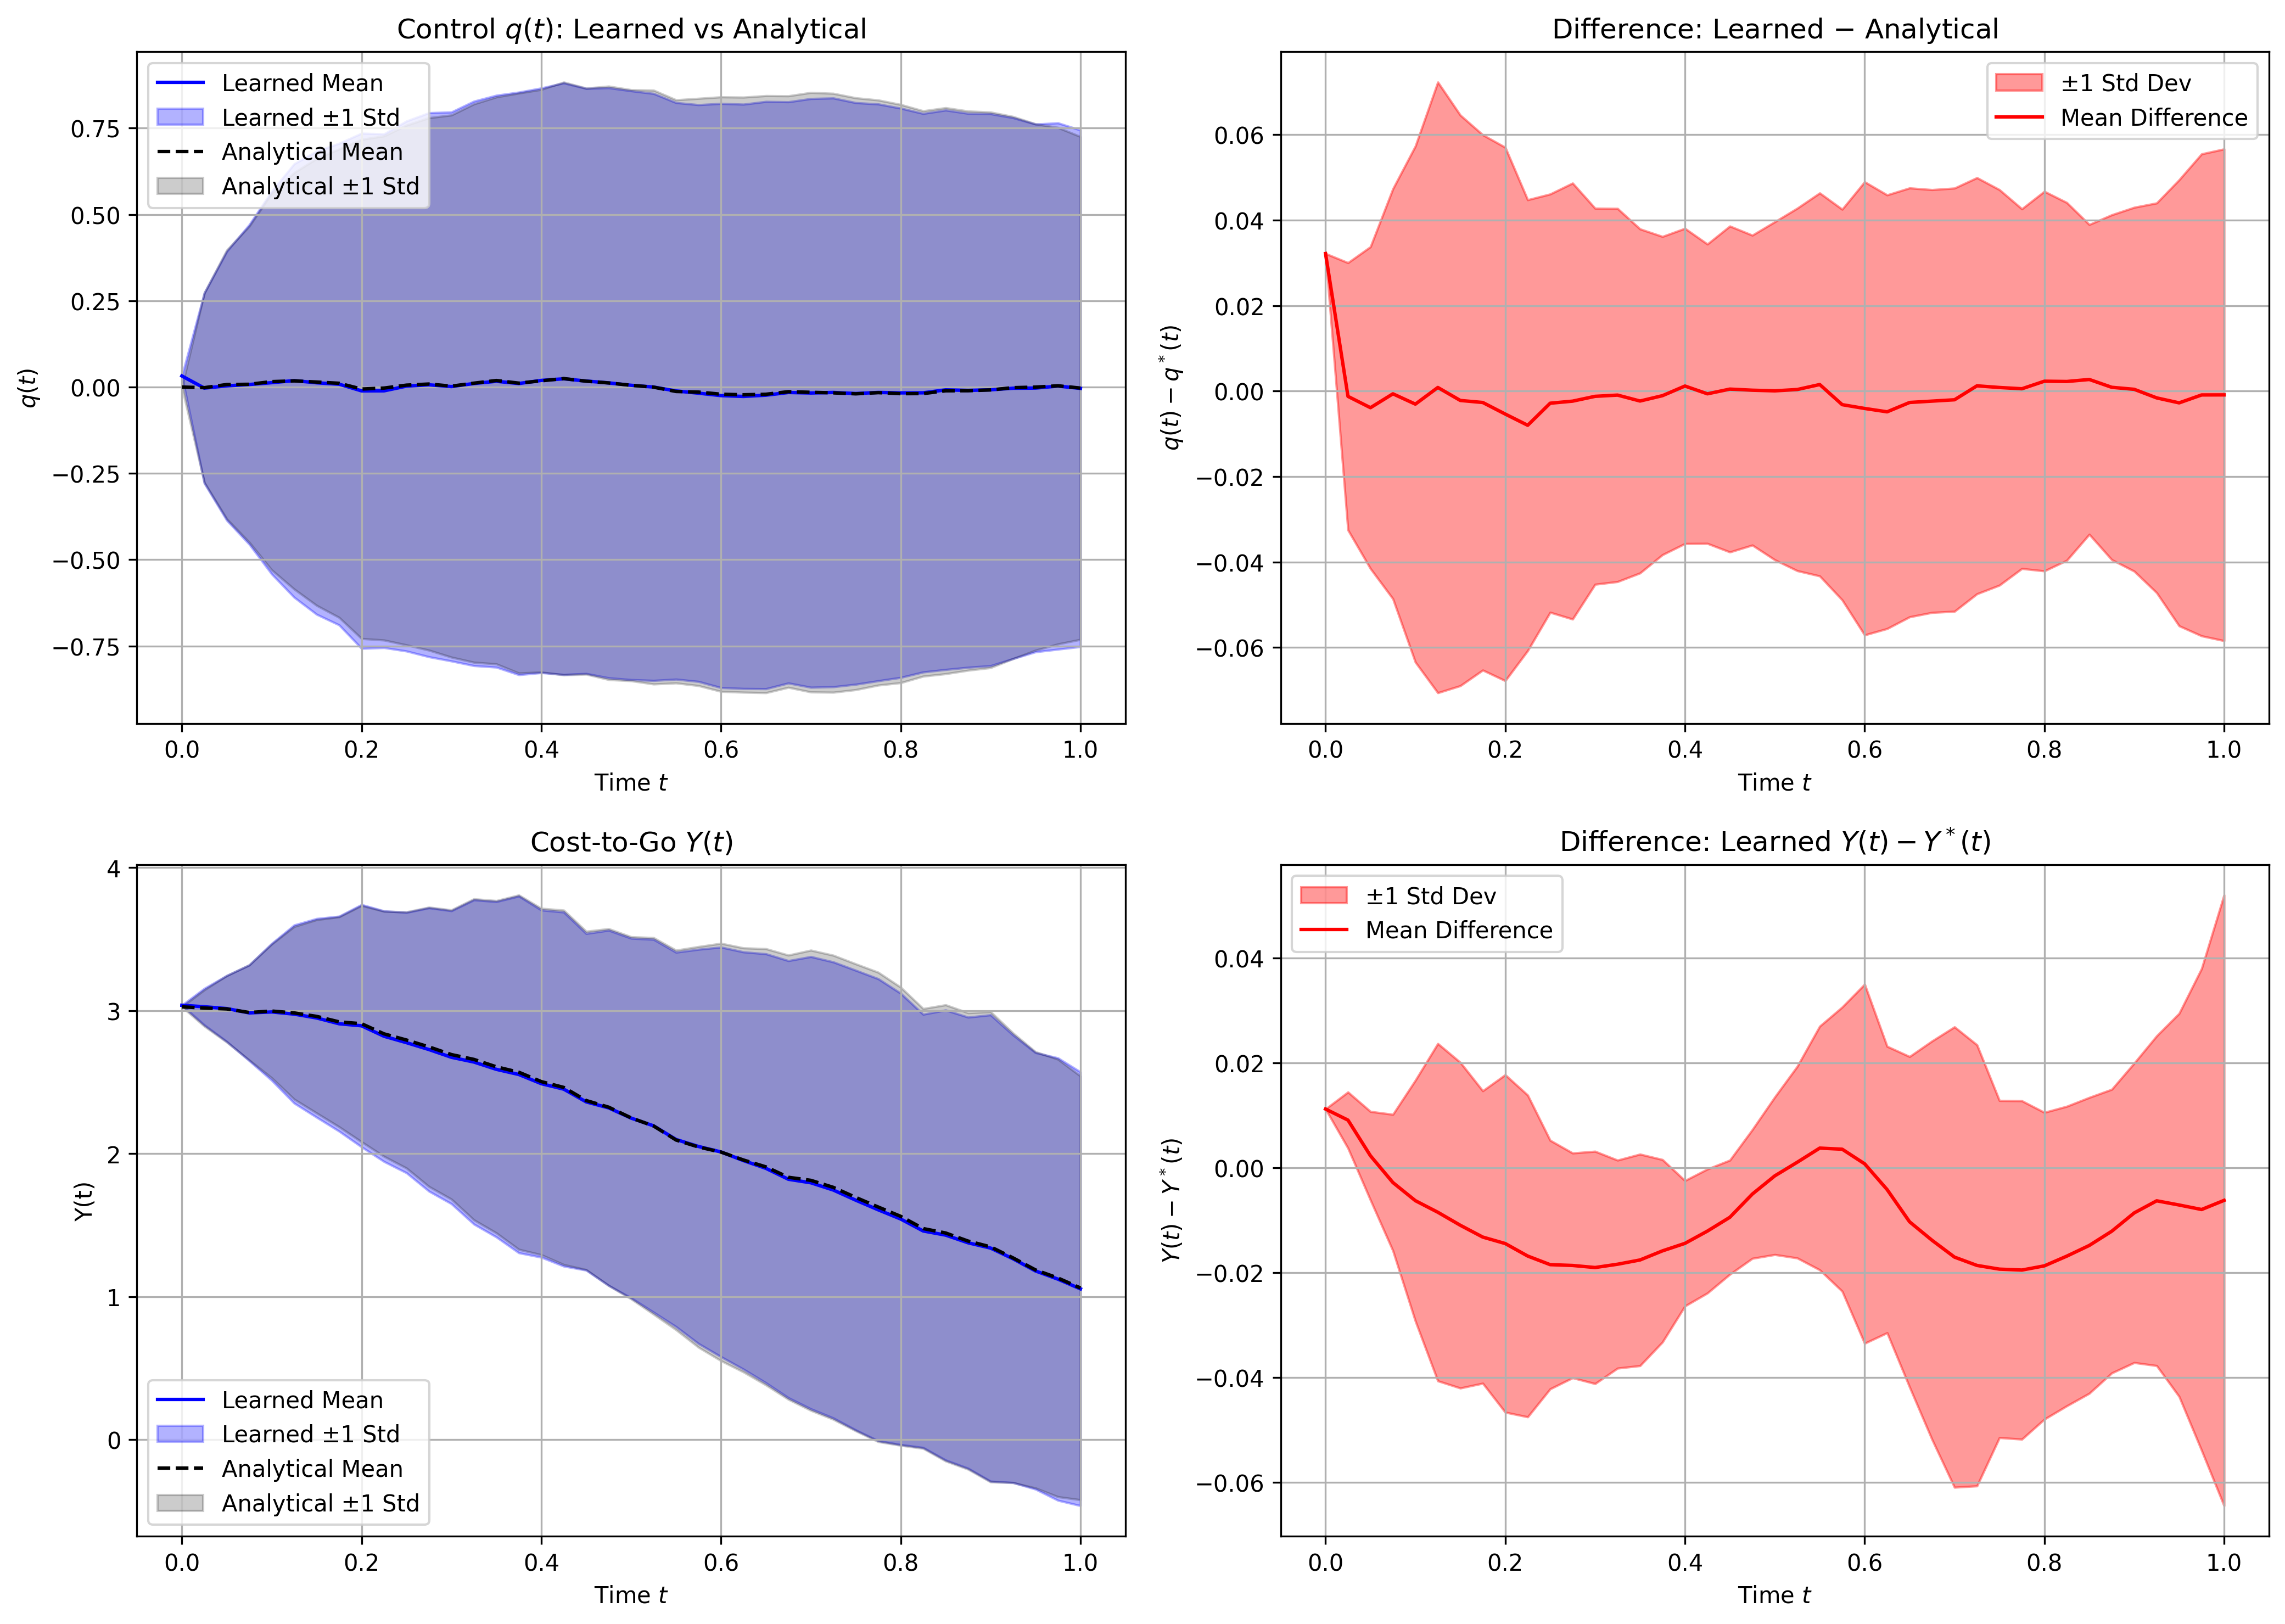 Control q(t): Learned vs Analytical
Learned Mean
Learned ±1 Std
Analytical Mean
Analytical ±1 Std
0.75
0.50
0.25
0.00
−0.25
−0.50
−0.75
q(t)
0.0 0.2 0.4 0.6 0.8 1.0
Time t
Difference: Learned − Analytical
±1 Std Dev
Mean Difference
0.06
0.04
0.02
0.00
−0.02
−0.04
−0.06
q(t) − q*(t)
0.0 0.2 0.4 0.6 0.8 1.0
Time t
Cost-to-Go Y(t)
4
3
2
1
0
Y(t)
Learned Mean
Learned ±1 Std
Analytical Mean
Analytical ±1 Std
0.0 0.2 0.4 0.6 0.8 1.0
Time t
Difference: Learned Y(t) − Y*(t)
±1 Std Dev
Mean Difference
0.04
0.02
0.00
−0.02
−0.04
−0.06
Y(t) − Y*(t)
0.0 0.2 0.4 0.6 0.8 1.0
Time t